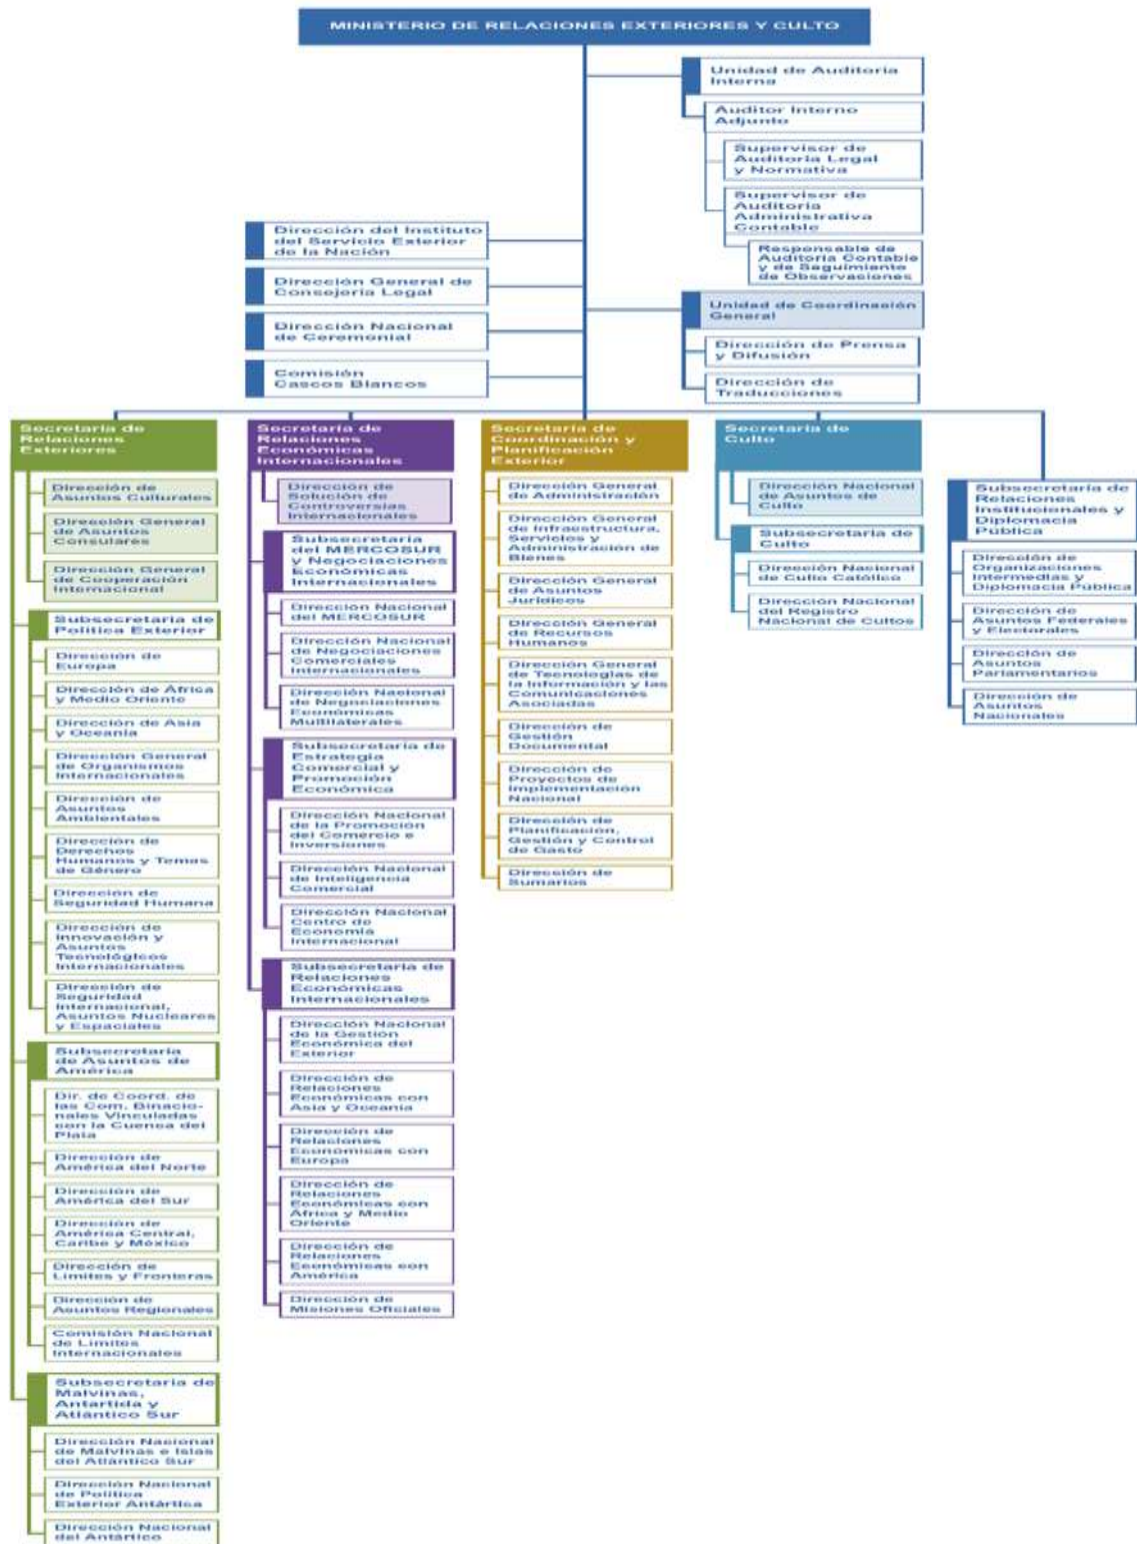 MINISTERIO DE RELACIONES EXTERIORES Y CULTO
Unidad de Auditoría
Interna
Auditor Interno
Adjunto
Supervisor de
Auditoría Legal
y Normativa
Supervisor de
Auditoría
Administrativa
Contable
Responsable de
Auditoría Contable
y de Seguimiento
de Observaciones
Dirección del Instituto
del Servicio Exterior
de la Nación
Dirección General de
Consejería Legal
Dirección Nacional
de Ceremonial
Comisión
Cascos Blancos
Unidad de Coordinación
General
Dirección de Prensa
y Difusión
Dirección de
Traducciones
Secretaría de
Relaciones
Exteriores
Dirección de
Asuntos Culturales
Dirección General
de Asuntos
Consulares
Dirección General
de Cooperación
Internacional
Subsecretaría de
Política Exterior
Dirección de
Europa
Dirección de África
y Medio Oriente
Dirección de Asia
y Oceanía
Dirección General
de Organismos
Internacionales
Dirección de
Asuntos
Ambientales
Dirección de
Derechos
Humanos y Temas
de Género
Dirección de
Seguridad Humana
Dirección de
Innovación y
Asuntos
Tecnológicos
Internacionales
Dirección de
Seguridad
Internacional,
Asuntos Nucleares
y Espaciales
Subsecretaría
de Asuntos de
América
Dir. de Coord. de
las Com. Binacio-
nales Vinculadas
con la Cuenca del
Plata
Dirección de
América del Norte
Dirección de
América del Sur
Dirección de
América Central,
Caribe y México
Dirección de
Límites y Fronteras
Dirección de
Asuntos Regionales
Comisión Nacional
de Límites
Internacionales
Subsecretaría de
Malvinas,
Antártida y
Atlántico Sur
Dirección Nacional
de Malvinas e Islas
del Atlántico Sur
Dirección Nacional
de Política
Exterior Antártica
Dirección Nacional
del Antártico
Secretaría de
Relaciones
Económicas
Internacionales
Dirección de
Solución de
Controversias
Internacionales
Subsecretaría
del MERCOSUR
y Negociaciones
Económicas
Internacionales
Dirección Nacional
del MERCOSUR
Dirección Nacional
de Negociaciones
Comerciales
Internacionales
Dirección Nacional
de Negociaciones
Económicas
Multilaterales
Subsecretaría de
Estrategia
Comercial y
Promoción
Económica
Dirección Nacional
de la Promoción
del Comercio e
Inversiones
Dirección Nacional
de Inteligencia
Comercial
Dirección Nacional
Centro de
Economía
Internacional
Subsecretaría de
Relaciones
Económicas
Internacionales
Dirección Nacional
de la Gestión
Económica del
Exterior
Dirección de
Relaciones
Económicas con
Asia y Oceanía
Dirección de
Relaciones
Económicas con
Europa
Dirección de
Relaciones
Económicas con
África y Medio
Oriente
Dirección de
Relaciones
Económicas con
América
Dirección de
Misiones Oficiales
Secretaría de
Coordinación y
Planificación
Exterior
Dirección General
de Administración
Dirección General
de Infraestructura,
Servicios y
Administración de
Bienes
Dirección General
de Asuntos
Jurídicos
Dirección General
de Recursos
Humanos
Dirección General
de Tecnologías de
la Información y las
Comunicaciones
Asociadas
Dirección de
Gestión
Documental
Dirección de
Proyectos de
Implementación
Nacional
Dirección de
Planificación,
Gestión y Control
de Gasto
Dirección de
Sumarios
Secretaría de
Culto
Dirección Nacional
de Asuntos de
Culto
Subsecretaría de
Culto
Dirección Nacional
de Culto Católico
Dirección Nacional
del Registro
Nacional de Cultos
Subsecretaría de
Relaciones
Institucionales y
Diplomacia
Pública
Dirección de
Organizaciones
Intermedias y
Diplomacia Pública
Dirección de
Asuntos Federales
y Electorales
Dirección de
Asuntos
Parlamentarios
Dirección de
Asuntos
Nacionales